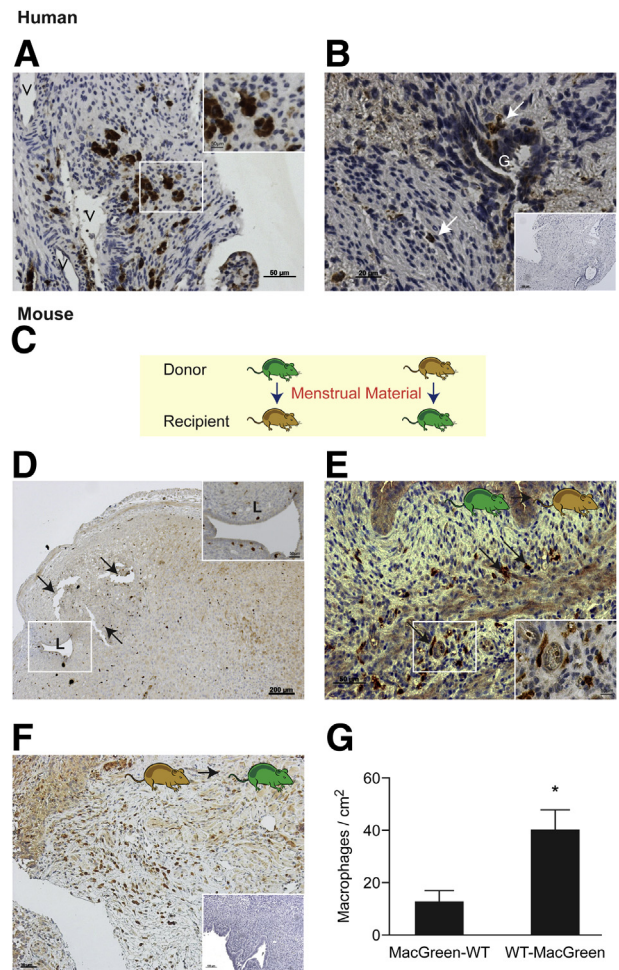 Human
A
B
V
V
V
50 µm
G
20 µm
Mouse
C
Donor
Menstrual Material
Recipient
D
E
L
L
200 µm
F
G
60
40
20
0
Macrophages / cm2
*
MacGreen-WT
WT-MacGreen